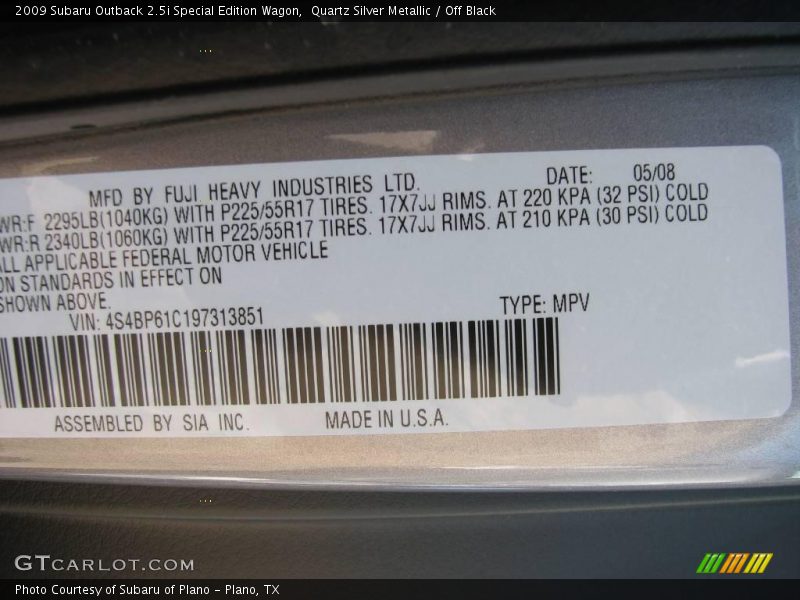 2009 Subaru Outback 2.5i Special Edition Wagon,  Quartz Silver Metallic / Off Black
MFD BY FUJI HEAVY INDUSTRIES LTD. DATE: 05/08
WR:F 2295LB(1040KG) WITH P225/55R17 TIRES. 17X7JJ RIMS. AT 220 KPA (32 PSI) COLD
WR:R 2340LB(1060KG) WITH P225/55R17 TIRES. 17X7JJ RIMS. AT 210 KPA (30 PSI) COLD
ALL APPLICABLE FEDERAL MOTOR VEHICLE
ON STANDARDS IN EFFECT ON
SHOWN ABOVE.
VIN: 4S4BP61C197313851 TYPE: MPV
ASSEMBLED BY SIA INC. MADE IN U.S.A.
GTCARLOT.COM
Photo Courtesy of Subaru of Plano - Plano, TX